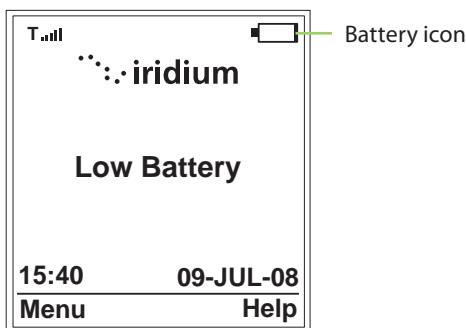 T
Battery icon
iridium
Low Battery
15:40 09-JUL-08
Menu Help